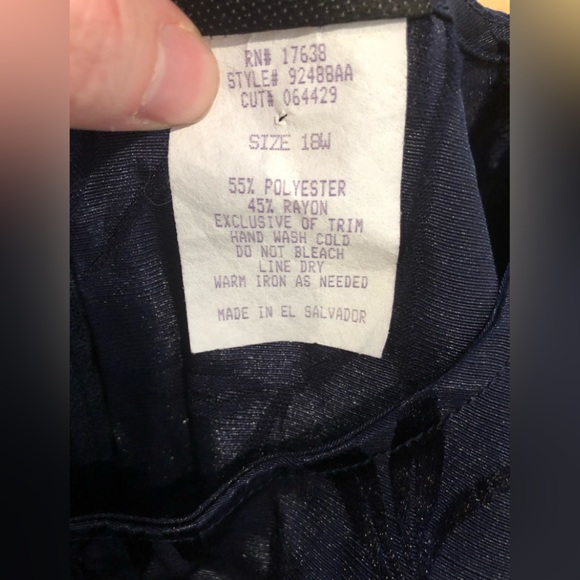 RN# 17638
STYLE# 9248BAA
CUT# 064429
SIZE 18W
55% POLYESTER
45% RAYON
EXCLUSIVE OF TRIM
HAND WASH COLD
DO NOT BLEACH
LINE DRY
WARM IRON AS NEEDED
MADE IN EL SALVADOR